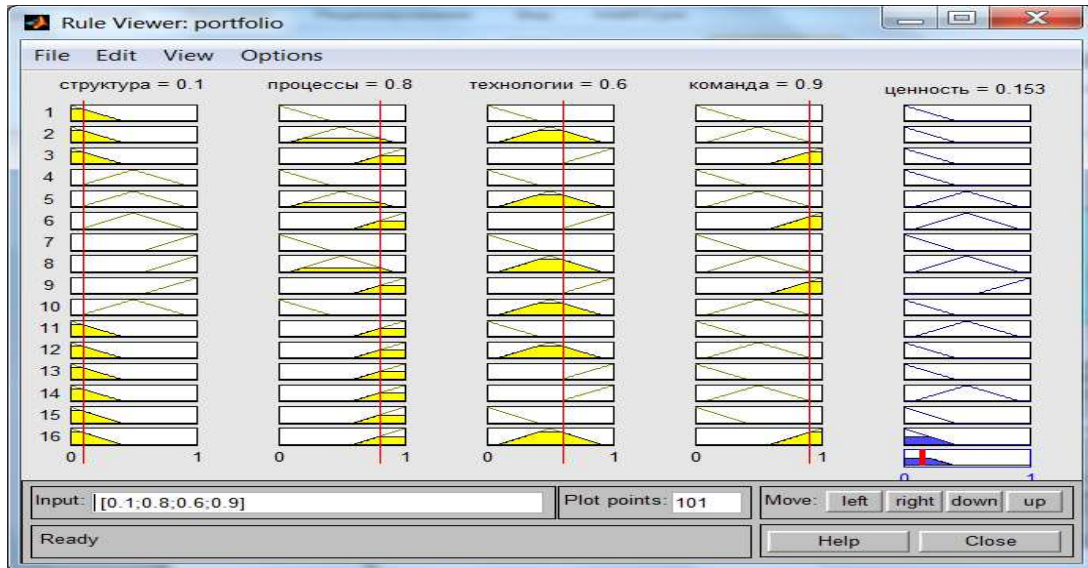 Rule Viewer: portfolio
File Edit View Options
структура = 0.1 процессы = 0.8 технологии = 0.6 команда = 0.9 ценность = 0.153
1
2
3
4
5
6
7
8
9
10
11
12
13
14
15
16
0 1 0 1 0 1 0 1
0 1
Input: [0.1;0.8;0.6;0.9] Plot points: 101 Move: left right down up
Ready Help Close